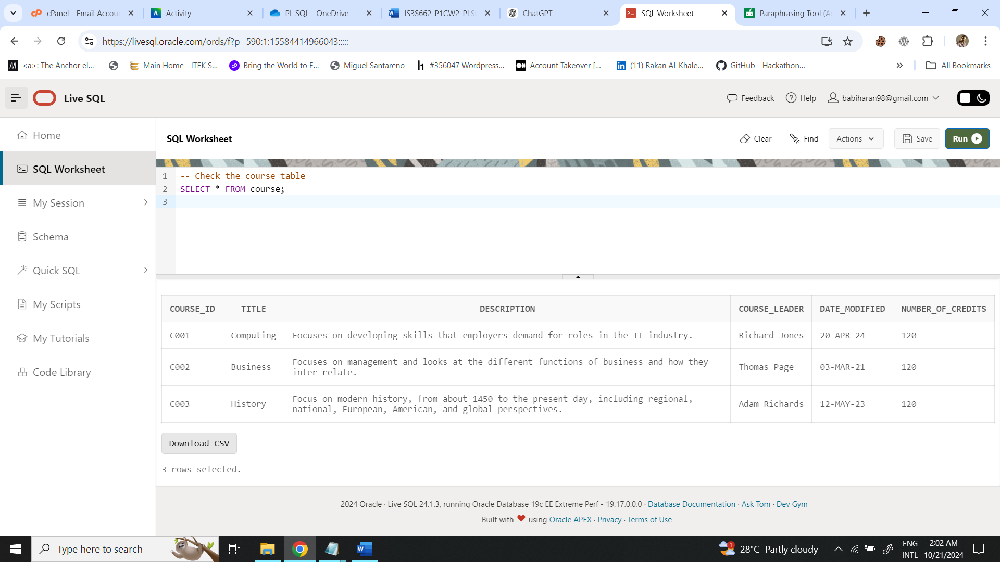 cPanel - Email Accou
Activity
PL SQL - OneDrive
IS3S662-P1CW2-PLS
ChatGPT
SQL Worksheet
Paraphrasing Tool (A
https://livesql.oracle.com/ords/f?p=590:1:15584414966043:::::
<a>: The Anchor el...
Main Home - ITEK S...
Bring the World to E...
Miguel Santareno
#356047 Wordpress...
Account Takeover [...
(11) Rakan Al-Khale...
GitHub - Hackathon...
All Bookmarks
Live SQL
Feedback
Help
babiharan98@gmail.com
Home
SQL Worksheet
My Session
Schema
Quick SQL
My Scripts
My Tutorials
Code Library
SQL Worksheet
Clear
Find
Actions
Save
Run
1 -- Check the course table
2 SELECT * FROM course;
3
COURSE_ID TITLE DESCRIPTION COURSE_LEADER DATE_MODIFIED NUMBER_OF_CREDITS
C001 Computing Focuses on developing skills that employers demand for roles in the IT industry. Richard Jones 20-APR-24 120
C002 Business Focuses on management and looks at the different functions of business and how they
inter-relate. Thomas Page 03-MAR-21 120
C003 History Focus on modern history, from about 1450 to the present day, including regional,
national, European, American, and global perspectives. Adam Richards 12-MAY-23 120
Download CSV
3 rows selected.
2024 Oracle · Live SQL 24.1.3, running Oracle Database 19c EE Extreme Perf - 19.17.0.0.0 · Database Documentation · Ask Tom · Dev Gym
Built with ❤ using Oracle APEX · Privacy · Terms of Use
Type here to search
1
28°C Partly cloudy
ENG
INTL
2:02 AM
10/21/2024